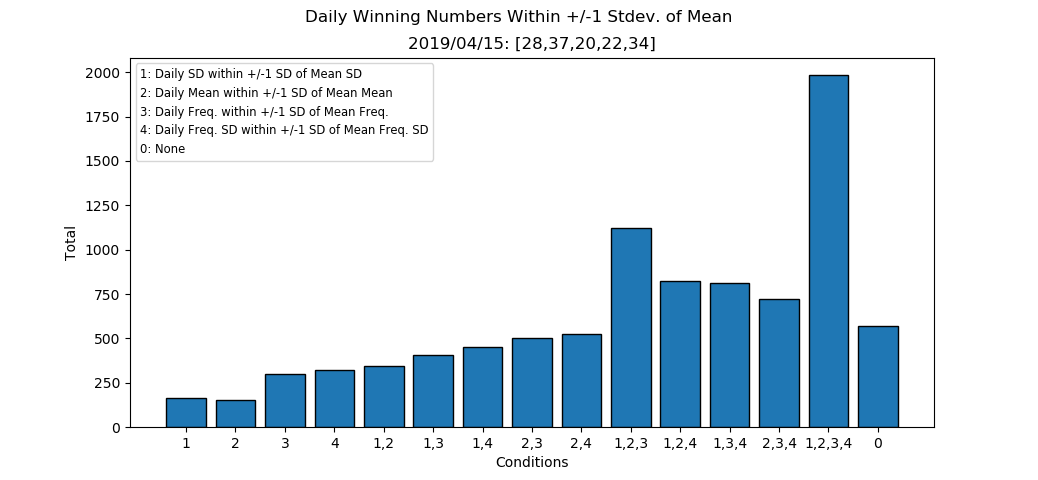 Daily Winning Numbers Within +/-1 Stdev. of Mean
2019/04/15: [28,37,20,22,34]
1: Daily SD within +/-1 SD of Mean SD
2: Daily Mean within +/-1 SD of Mean Mean
3: Daily Freq. within +/-1 SD of Mean Freq.
4: Daily Freq. SD within +/-1 SD of Mean Freq. SD
0: None
2000
1750
1500
1250
1000
750
500
250
0
Total
1 2 3 4 1,2 1,3 1,4 2,3 2,4 1,2,3 1,2,4 1,3,4 2,3,4 1,2,3,4 0
Conditions